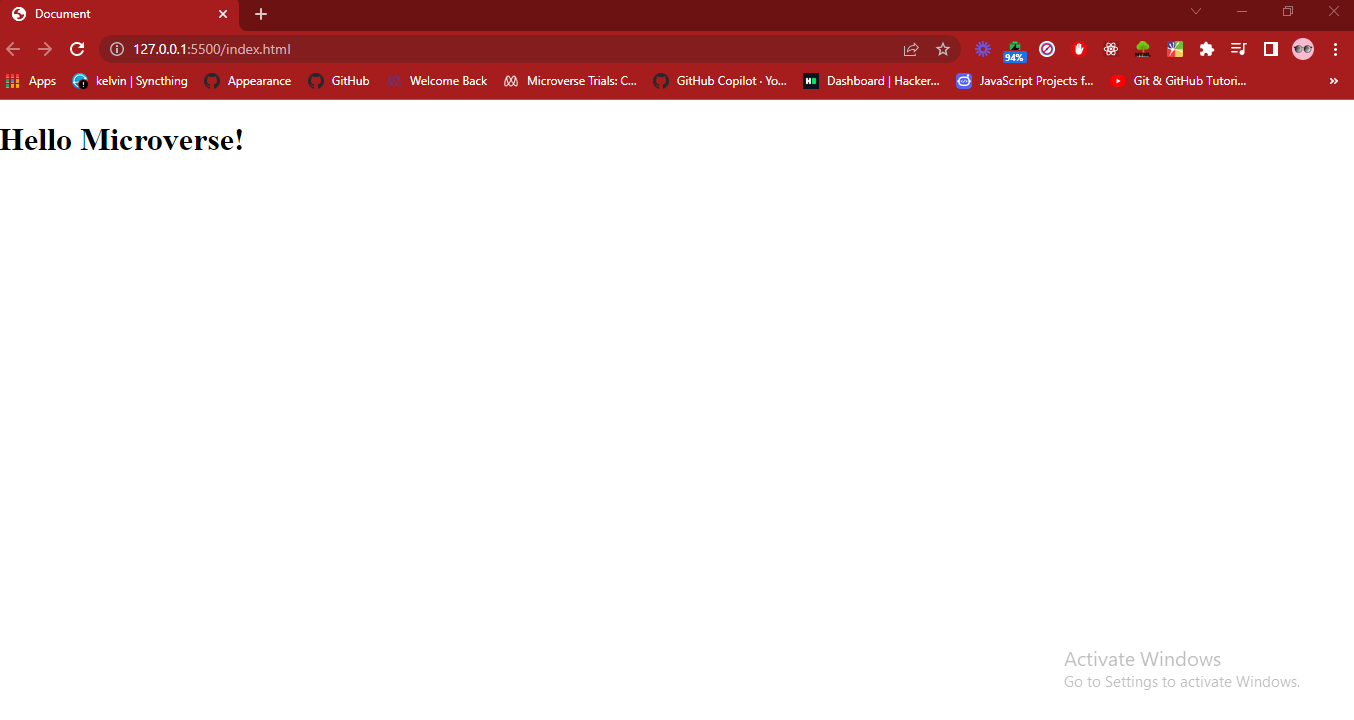 Document
127.0.0.1:5500/index.html
94%
Apps kelvin | Syncthing Appearance GitHub Welcome Back Microverse Trials: C... GitHub Copilot · Yo... Dashboard | Hacker... JavaScript Projects f... Git & GitHub Tutori... »
Hello Microverse!
Activate Windows
Go to Settings to activate Windows.